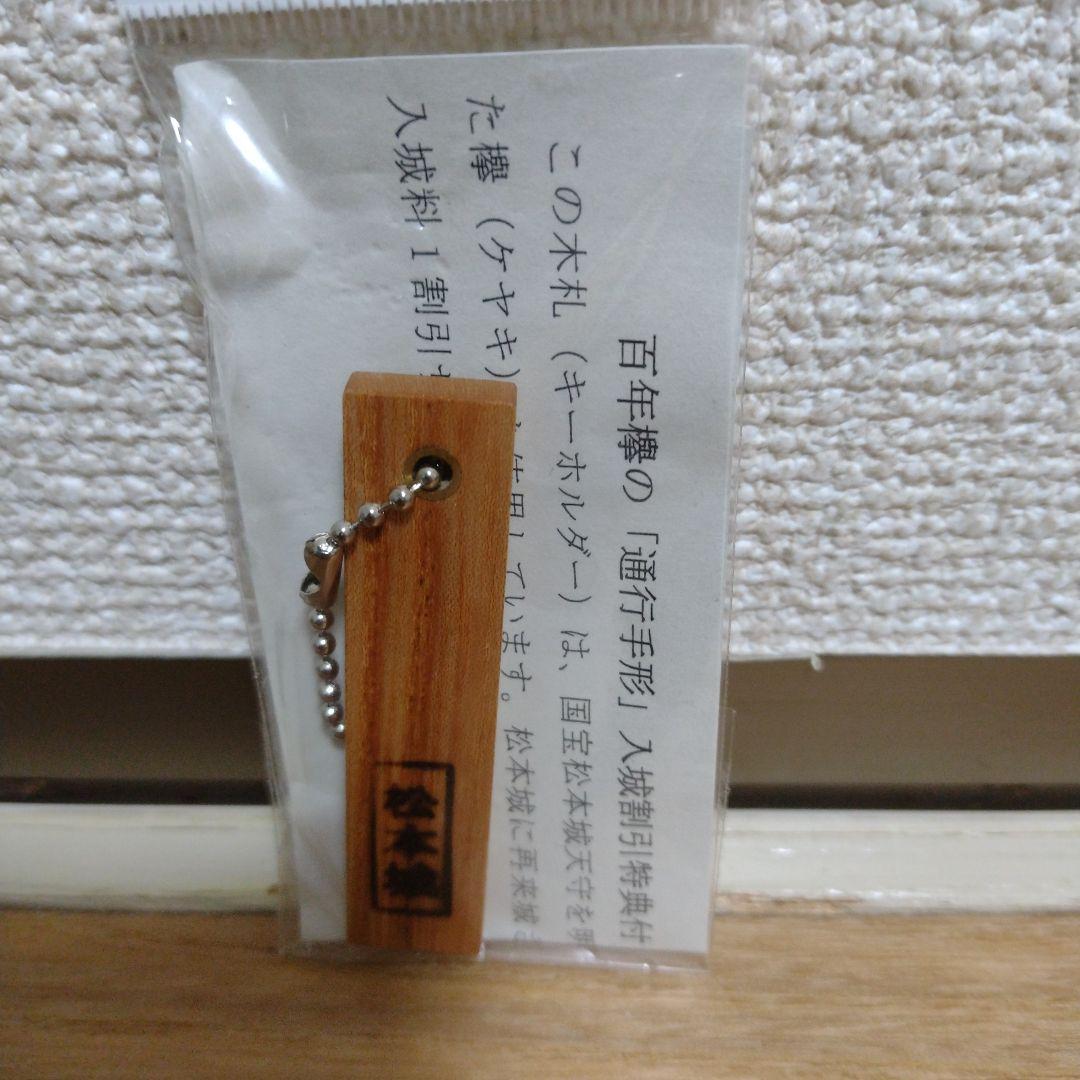 百年欅の「通行手形」入城割引特典付
この木札(キーホルダー)は、国宝松本城天守を
た欅(ケヤキ) 使用しています。松本城に再来城
入城料1割引
松本城